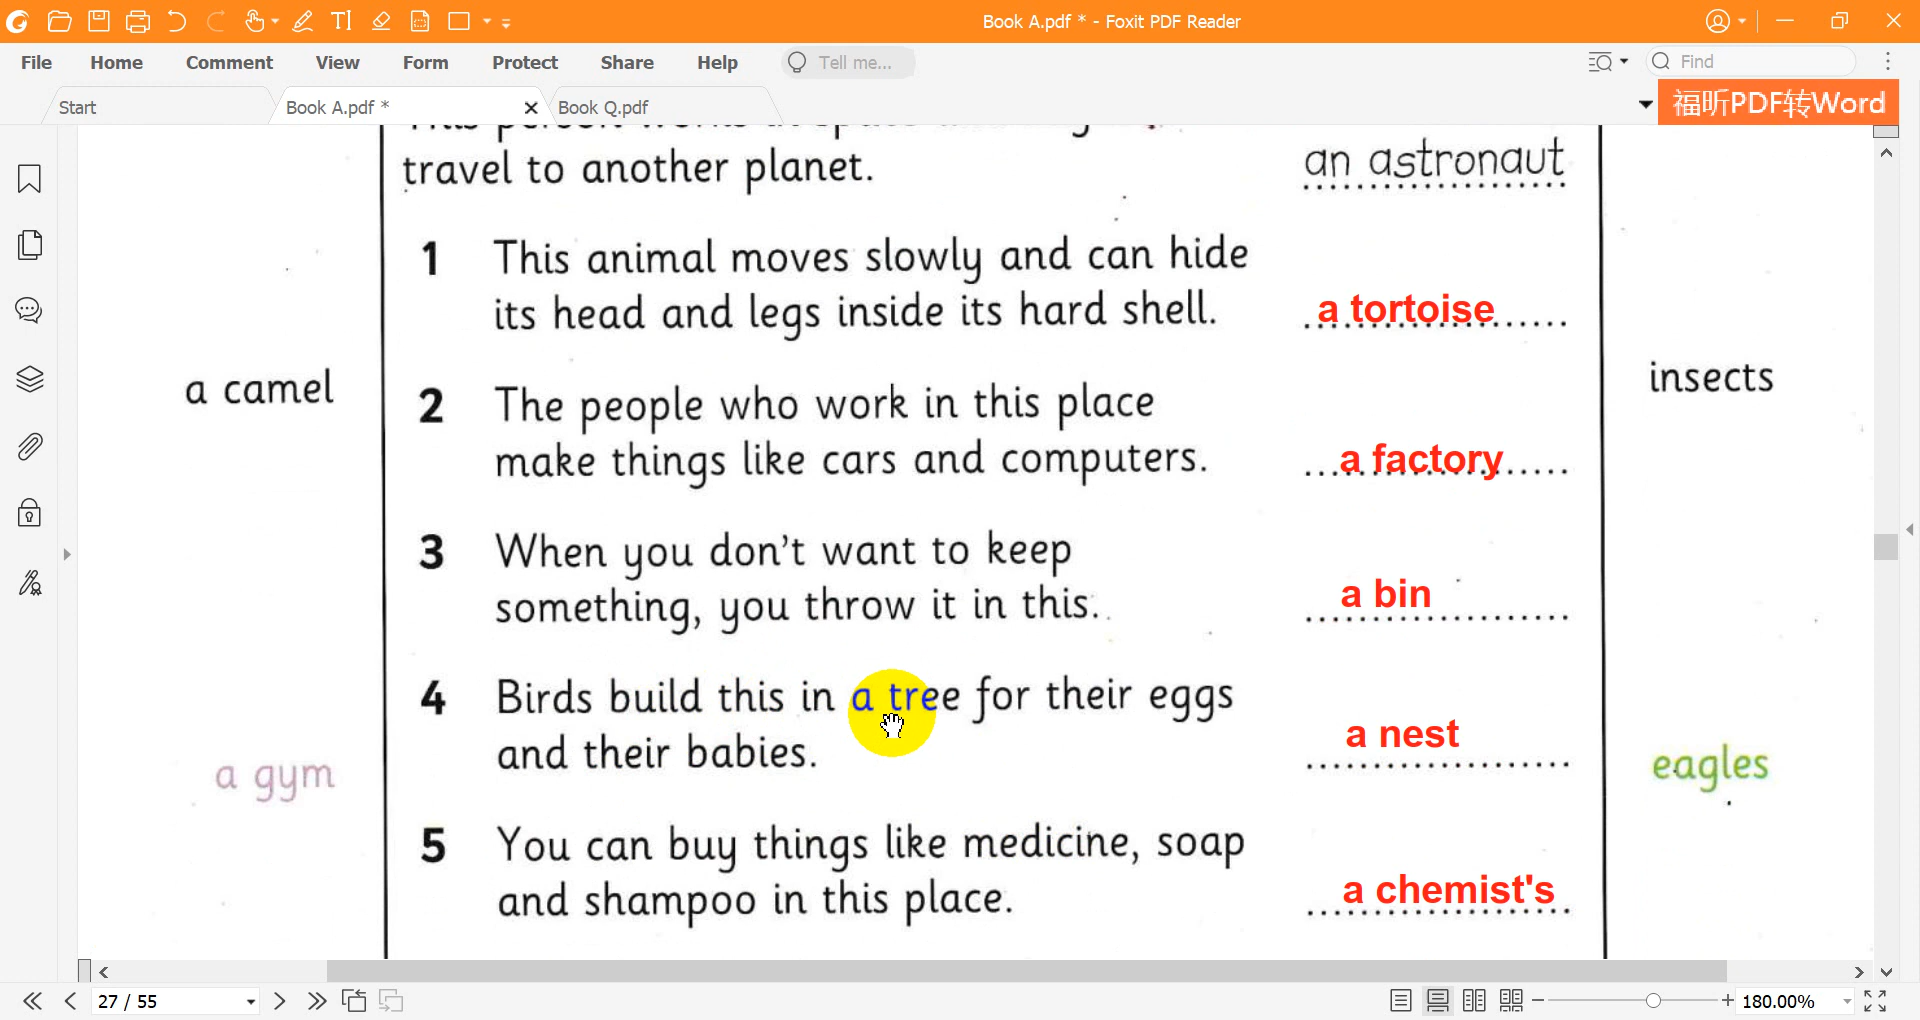 Book A.pdf * - Foxit PDF Reader
File Home Comment View Form Protect Share Help Tell me... Find
Start Book A.pdf * Book Q.pdf 福昕PDF转Word
travel to another planet. an astronaut
1 This animal moves slowly and can hide
its head and legs inside its hard shell. a tortoise
a camel
2 The people who work in this place
make things like cars and computers. a factory
insects
3 When you don't want to keep
something, you throw it in this. a bin
4 Birds build this in a tree for their eggs
and their babies. a nest
a gym
eagles
5 You can buy things like medicine, soap
and shampoo in this place. a chemist's
27 / 55 180.00%